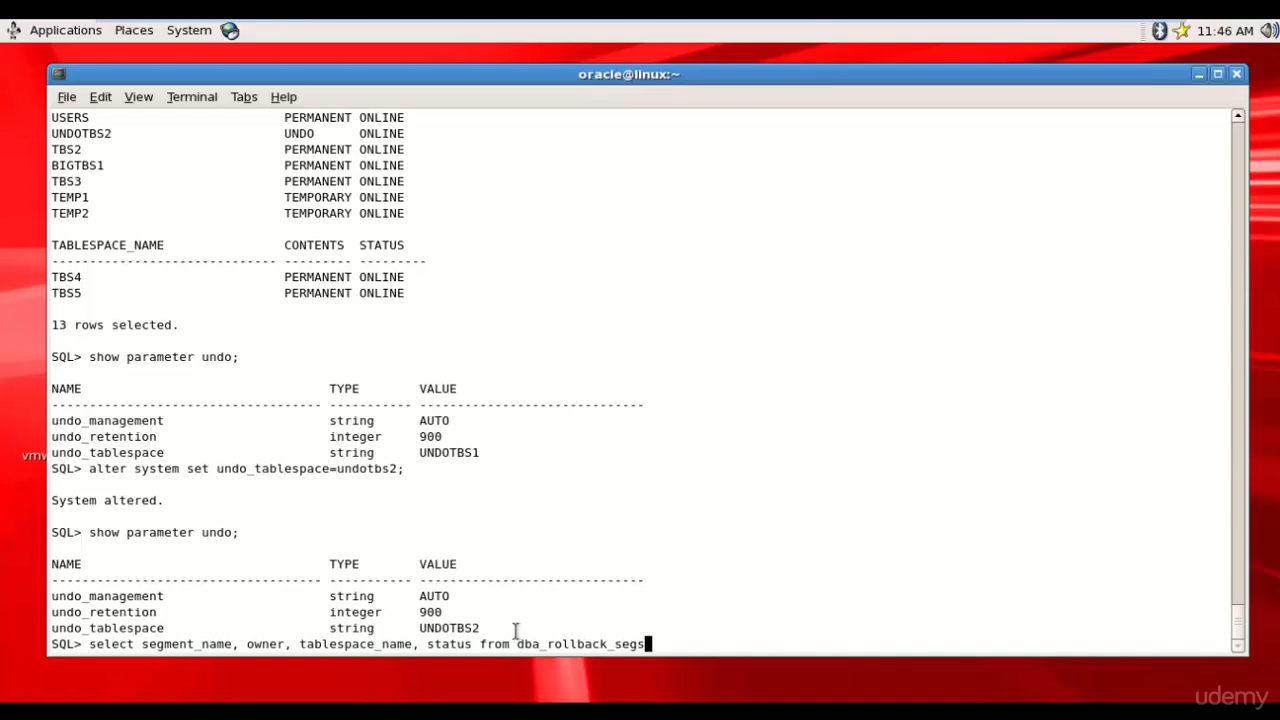 Applications Places System 11:46 AM
oracle@linux:~
File Edit View Terminal Tabs Help
USERS PERMANENT ONLINE
UNDOTBS2 UNDO ONLINE
TBS2 PERMANENT ONLINE
BIGTBS1 PERMANENT ONLINE
TBS3 PERMANENT ONLINE
TEMP1 TEMPORARY ONLINE
TEMP2 TEMPORARY ONLINE
TABLESPACE_NAME CONTENTS STATUS
------------------------------ --------- ---------
TBS4 PERMANENT ONLINE
TBS5 PERMANENT ONLINE
13 rows selected.
SQL> show parameter undo;
NAME TYPE VALUE
------------------------------------ ----------- ------------------------------
undo_management string AUTO
undo_retention integer 900
undo_tablespace string UNDOTBS1
SQL> alter system set undo_tablespace=undotbs2;
System altered.
SQL> show parameter undo;
NAME TYPE VALUE
------------------------------------ ----------- ------------------------------
undo_management string AUTO
undo_retention integer 900
undo_tablespace string UNDOTBS2
SQL> select segment_name, owner, tablespace_name, status from dba_rollback_segs
vmw
udemy